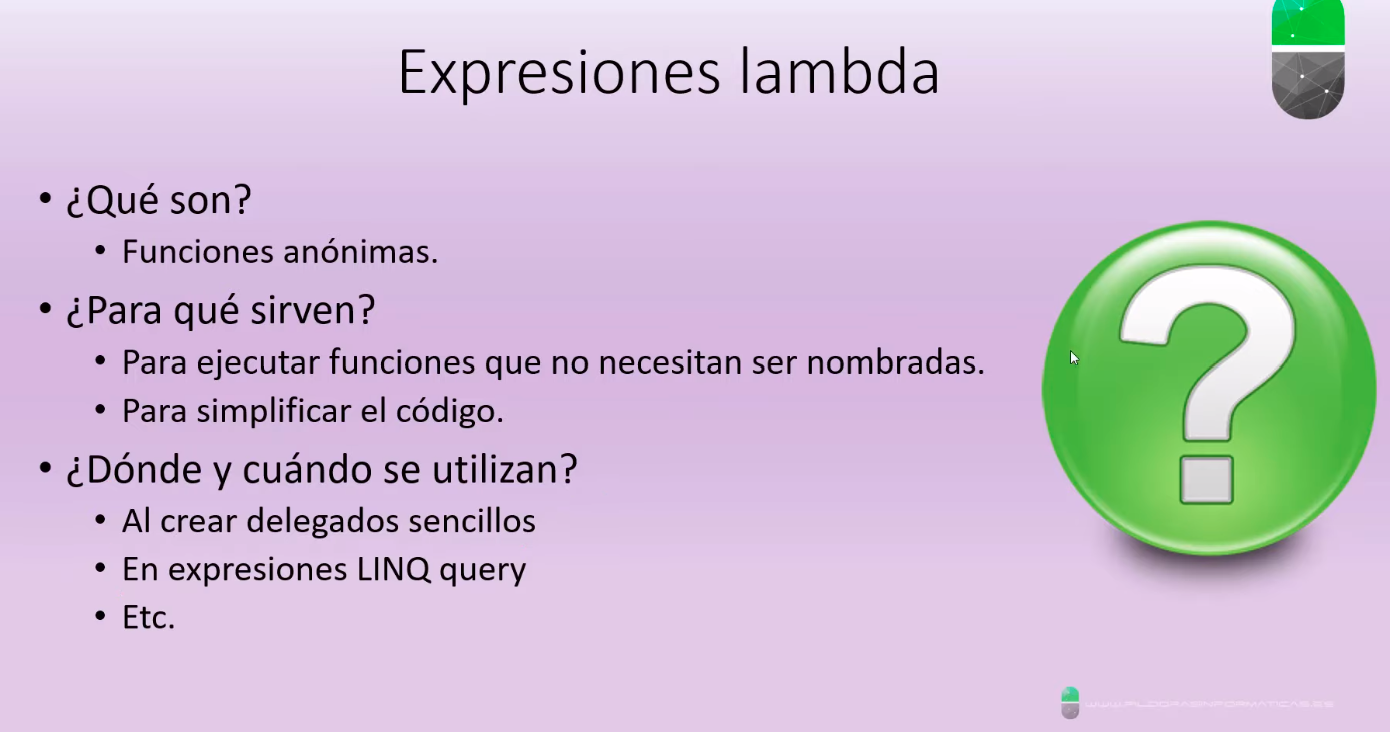 Expresiones lambda
• ¿Qué son?
• Funciones anónimas.
• ¿Para qué sirven?
• Para ejecutar funciones que no necesitan ser nombradas.
• Para simplificar el código.
• ¿Dónde y cuándo se utilizan?
• Al crear delegados sencillos
• En expresiones LINQ query
• Etc.
WWW.PILDORASINFORMATICAS.ES